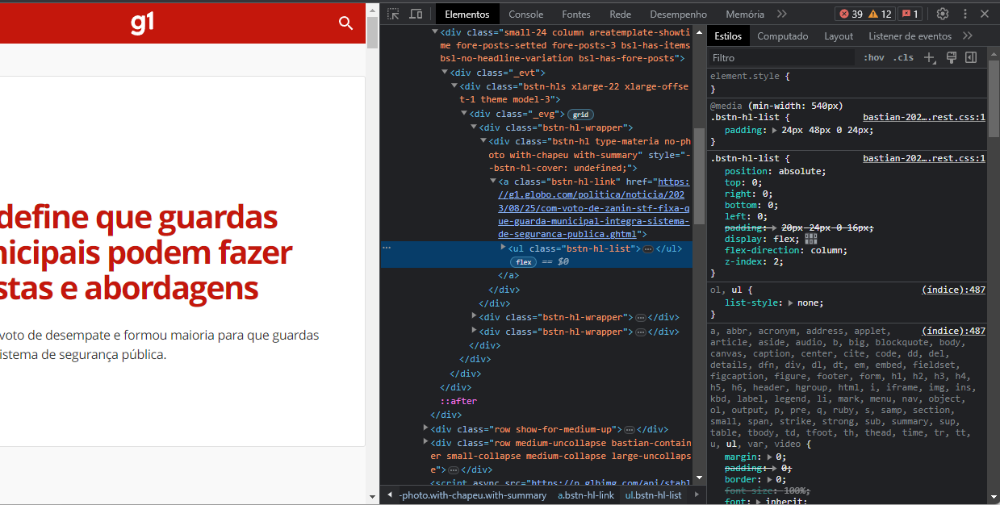 g1
define que guardas
nicipais podem fazer
stas e abordagens
voto de desempate e formou maioria para que guardas
istema de segurança pública.
Elementos Console Fontes Rede Desempenho Memória 39 12 1
<div class="small-24 column areatemplate-showti
me fore-posts-setted fore-posts-3 bsl-has-items
bsl-no-headline-variation bsl-has-fore-posts">
<div class="_evt">
<div class="bstn-hls xlarge-22 xlarge-offse
t-1 theme model-3">
<div class="_evg"> grid
<div class="bstn-hl-wrapper">
<div class="bstn-hl type-materia no-ph
oto with-chapeu with-summary" style="-
-bstn-hl-cover: undefined;">
<a class="bstn-hl-link" href="https:
//g1.globo.com/politica/noticia/202
3/08/25/com-voto-de-zanin-stf-fixa-q
ue-guarda-municipal-integra-sistema-
de-seguranca-publica.ghtml">
<ul class="bstn-hl-list"> … </ul>
flex == $0
</a>
</div>
</div>
<div class="bstn-hl-wrapper"> … </div>
<div class="bstn-hl-wrapper"> … </div>
</div>
</div>
</div>
</div>
::after
</div>
<div class="row show-for-medium-up"> … </div>
<div class="row medium-uncollapse bastian-contain
er small-collapse medium-collapse large-uncollaps
e"> … </div>
<script async src="https://p.glbimg.com/api/stabl
-photo.with-chapeu.with-summary a.bstn-hl-link ul.bstn-hl-list
Estilos Computado Layout Listener de eventos
Filtro :hov .cls
element.style {
}
@media (min-width: 540px)
.bstn-hl-list { bastian-202….rest.css:1
padding: 24px 48px 0 24px;
}
.bstn-hl-list { bastian-202….rest.css:1
position: absolute;
top: 0;
right: 0;
bottom: 0;
left: 0;
padding: 20px 24px 0 16px;
display: flex;
flex-direction: column;
z-index: 2;
}
ol, ul { (índice):487
list-style: none;
}
a, abbr, acronym, address, applet, (índice):487
article, aside, audio, b, big, blockquote, body,
canvas, caption, center, cite, code, dd, del,
details, dfn, div, dl, dt, em, embed, fieldset,
figcaption, figure, footer, form, h1, h2, h3, h4,
h5, h6, header, hgroup, html, i, iframe, img, ins,
kbd, label, legend, li, mark, menu, nav, object,
ol, output, p, pre, q, ruby, s, samp, section,
small, span, strike, strong, sub, summary, sup,
table, tbody, td, tfoot, th, thead, time, tr, tt,
u, ul, var, video {
margin: 0;
padding: 0;
border: 0;
font-size: 100%;
font: inherit;